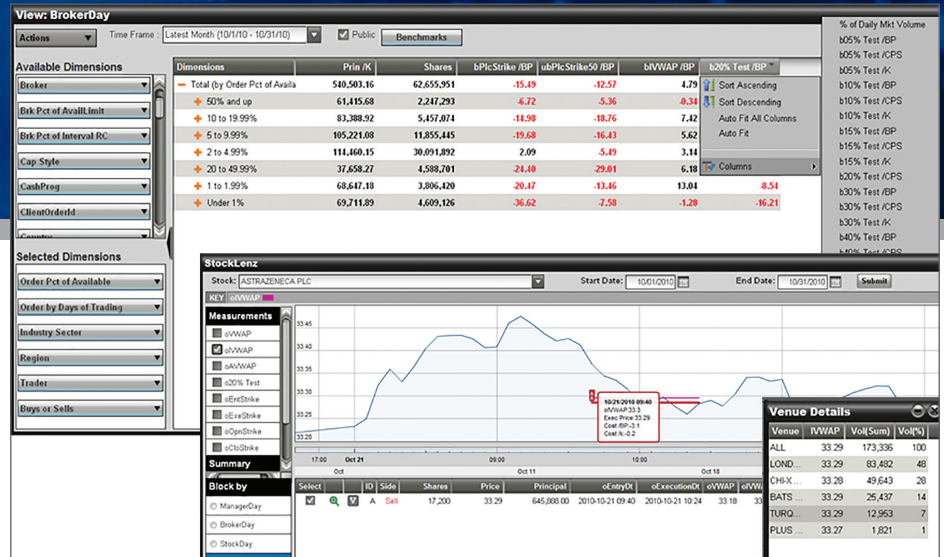 View: BrokerDay
Actions
Time Frame : Latest Month (10/1/10 - 10/31/10)
Public
Benchmarks
Available Dimensions
Broker
Brk Pct of AvailLimit
Brk Pct of Interval RC
Cap Style
CashProg
ClientOrderId
Country
Selected Dimensions
Order Pct of Available
Order by Days of Trading
Industry Sector
Region
Trader
Buys or Sells
Dimensions Prin /K Shares bPlcStrike /BP ubPlcStrike50 /BP bIVWAP /BP b20% Test /BP
Total (by Order Pct of Availa 540,503.16 62,655,951 -15.49 -12.57 4.79
50% and up 61,415.68 2,247,293 -6.72 -5.36 -0.34
10 to 19.99% 83,388.92 5,457,074 -14.98 -18.76 7.42
5 to 9.99% 105,221.08 11,855,445 -19.68 -16.43 5.62
2 to 4.99% 114,460.15 30,091,892 2.09 -5.49 3.14
20 to 49.99% 37,658.27 4,588,701 -24.40 -29.01 6.18
1 to 1.99% 68,647.18 3,806,420 -20.47 -13.46 13.04 -8.54
Under 1% 69,711.89 4,609,126 -36.62 -7.58 -1.28 -16.21
Sort Ascending
Sort Descending
Auto Fit All Columns
Auto Fit
Columns
% of Daily Mkt Volume
b05% Test /BP
b05% Test /CPS
b05% Test /K
b10% Test /BP
b10% Test /CPS
b10% Test /K
b15% Test /BP
b15% Test /CPS
b15% Test /K
b20% Test /CPS
b30% Test /BP
b30% Test /CPS
b30% Test /K
b40% Test /BP
b40% Test /CPS
StockLenz
Stock: ASTRAZENECA PLC
Start Date: 10/01/2010
End Date: 10/31/2010
Submit
KEY oIVWAP
Measurements
oVWAP
oIVWAP
oAVWAP
o20% Test
oEntStrike
oExeStrike
oOpnStrike
oCloStrike
Summary
Block by
ManagerDay
BrokerDay
StockDay
33.45
33.40
33.35
33.30
33.25
33.20
10/21/2010 09:40
oIVWAP:33.3
Exec Price:33.29
Cost /BP:-3.1
Cost /k:-0.2
17:00 Oct 21 09:00 10:00
Oct Oct 11 Oct 18
Select ID Side Shares Price Principal oEntryDt oExecutionDt oVWAP oIVW
A Sell 17,200 33.29 645,888.00 2010-10-21 09:40 2010-10-21 10:24 33.18 33
Venue Details
Venue IVWAP Vol(Sum) Vol(%)
ALL 33.29 173,336 100
LOND... 33.29 83,482 48
CHI-X ... 33.28 49,643 28
BATS ... 33.29 25,437 14
TURQ... 33.29 12,953 7
PLUS ... 33.27 1,821 1